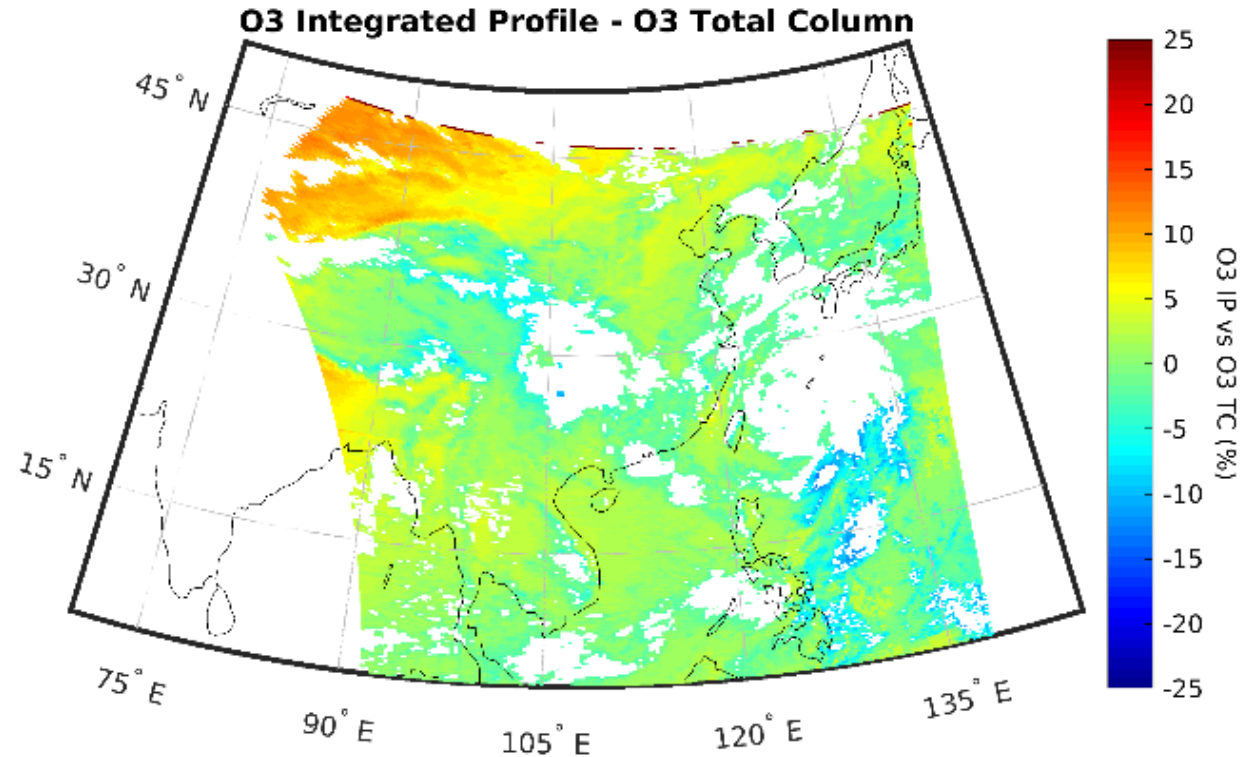 O3 Integrated Profile - O3 Total Column
45° N
30° N
15° N
75° E
90° E
105° E
120° E
135° E
25
20
15
10
5
0
-5
-10
-15
-20
-25
O3 IP vs O3 TC (%)